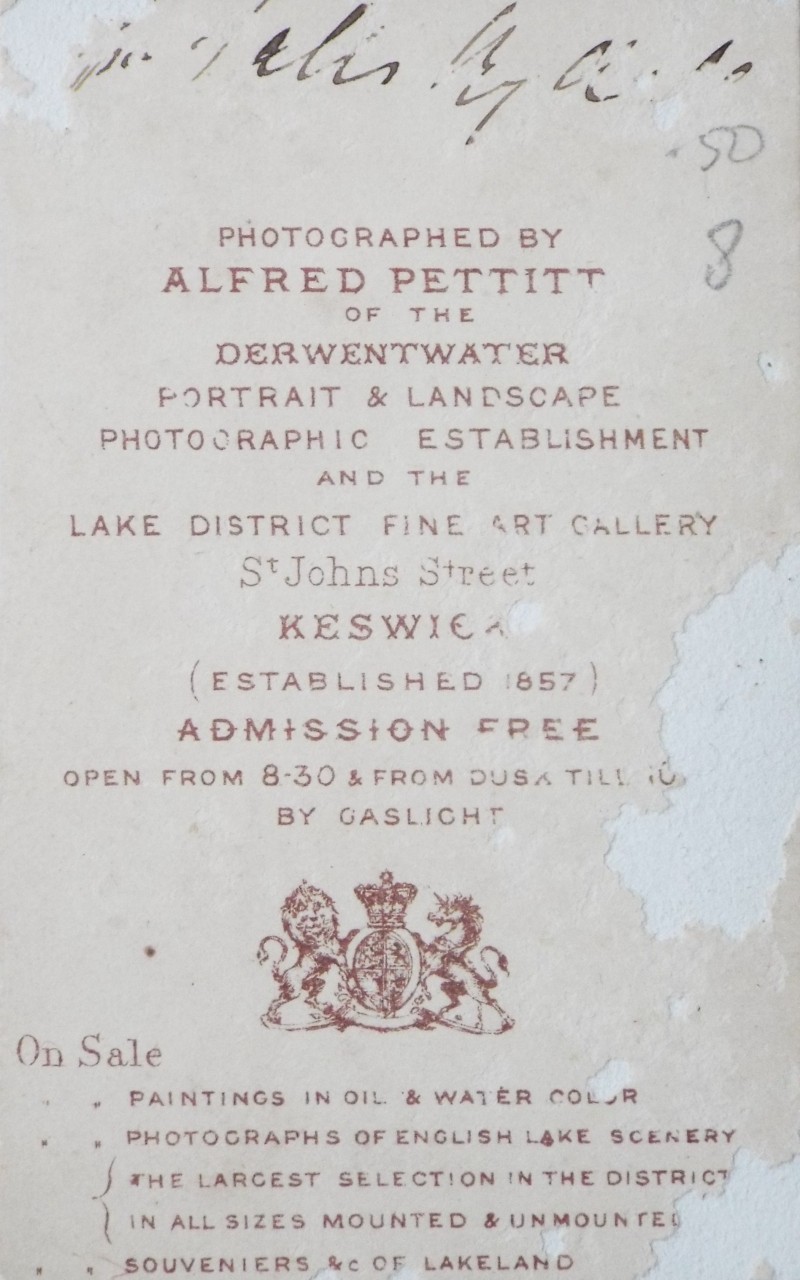 .50
8
PHOTOGRAPHED BY
ALFRED PETTITT
OF THE
DERWENTWATER
PORTRAIT & LANDSCAPE
PHOTOGRAPHIC ESTABLISHMENT
AND THE
LAKE DISTRICT FINE ART GALLERY
St Johns Street
KESWICK
(ESTABLISHED 1857)
ADMISSION FREE
OPEN FROM 8-30 & FROM DUSK TILL 10
BY GASLIGHT
On Sale
" " PAINTINGS IN OIL & WATER COLOR
" " PHOTOGRAPHS OF ENGLISH LAKE SCENERY
THE LARGEST SELECTION IN THE DISTRICT
IN ALL SIZES MOUNTED & UNMOUNTED
" " SOUVENIERS &c OF LAKELAND